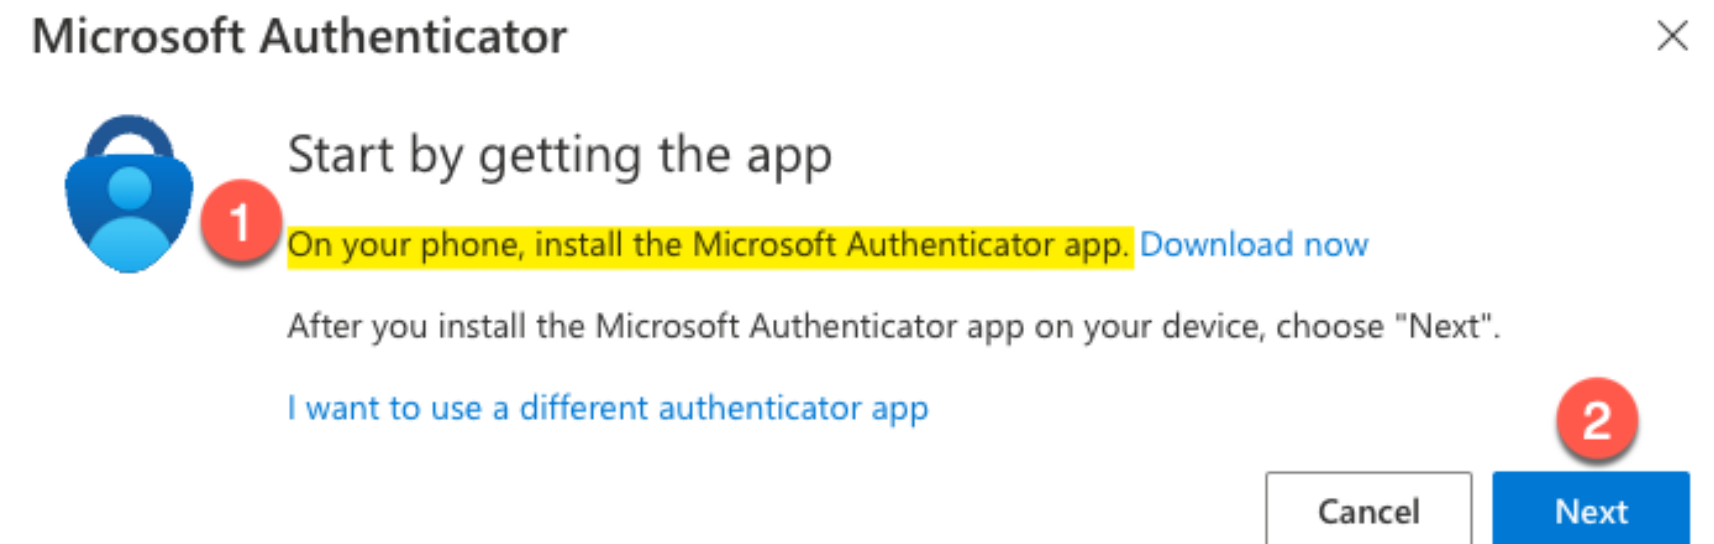 Microsoft Authenticator
Start by getting the app
1
On your phone, install the Microsoft Authenticator app. Download now
After you install the Microsoft Authenticator app on your device, choose "Next".
I want to use a different authenticator app
2
Cancel Next